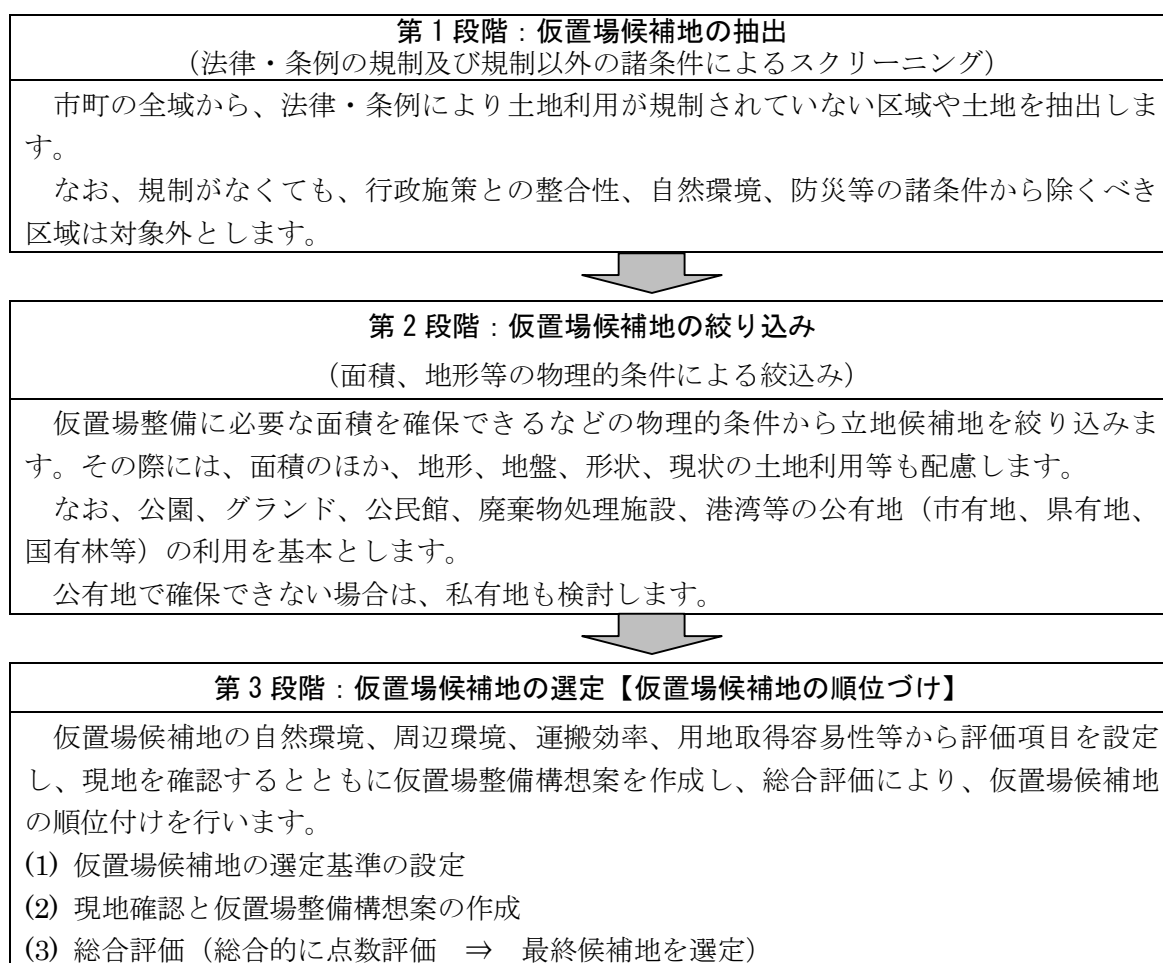 第1段階：仮置場候補地の抽出
（法律・条例の規制及び規制以外の諸条件によるスクリーニング）
　市町の全域から、法律・条例により土地利用が規制されていない区域や土地を抽出しま
す。
　なお、規制がなくても、行政施策との整合性、自然環境、防災等の諸条件から除くべき
区域は対象外とします。
第2段階：仮置場候補地の絞り込み
（面積、地形等の物理的条件による絞込み）
　仮置場整備に必要な面積を確保できるなどの物理的条件から立地候補地を絞り込みま
す。その際には、面積のほか、地形、地盤、形状、現状の土地利用等も配慮します。
　なお、公園、グランド、公民館、廃棄物処理施設、港湾等の公有地（市有地、県有地、
国有林等）の利用を基本とします。
　公有地で確保できない場合は、私有地も検討します。
第3段階：仮置場候補地の選定【仮置場候補地の順位づけ】
　仮置場候補地の自然環境、周辺環境、運搬効率、用地取得容易性等から評価項目を設定
し、現地を確認するとともに仮置場整備構想案を作成し、総合評価により、仮置場候補地
の順位付けを行います。
(1) 仮置場候補地の選定基準の設定
(2) 現地確認と仮置場整備構想案の作成
(3) 総合評価（総合的に点数評価　⇒　最終候補地を選定）